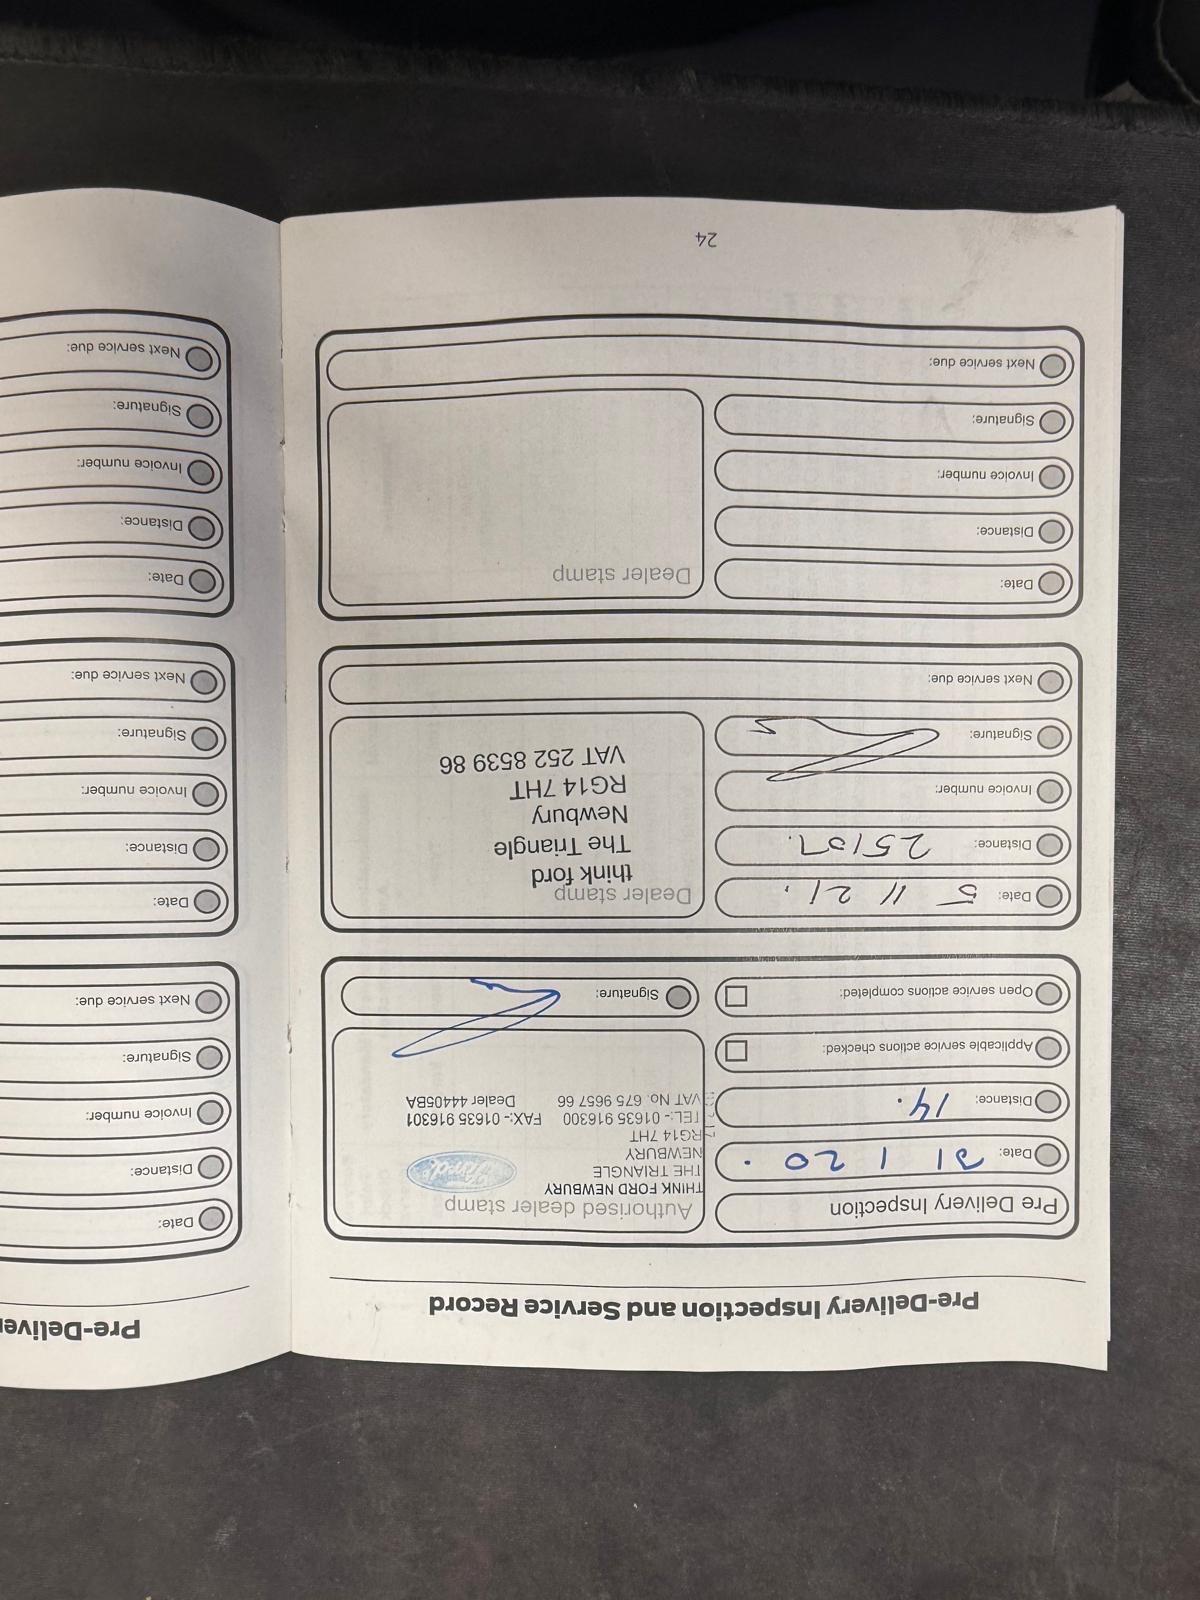 Pre-Delivery Inspection and Service Record
Pre Delivery Inspection
Date: 31 1 20.
Distance: 14.
Applicable service actions checked:
Open service actions completed:
Authorised dealer stamp
THINK FORD NEWBURY
THE TRIANGLE
NEWBURY
RG14 7HT
TEL:- 01635 916300 FAX:- 01635 916301
VAT No. 675 9657 66 Dealer 44405BA
Ford
Signature:
Date: 5 11 21.
Distance: 25107.
Invoice number:
Signature:
Dealer stamp
think ford
The Triangle
Newbury
RG14 7HT
VAT 252 8539 86
Next service due:
Date:
Distance:
Invoice number:
Signature:
Dealer stamp
Next service due:
24
Pre-Deliver
Date:
Distance:
Invoice number:
Signature:
Next service due:
Date:
Distance:
Invoice number:
Signature:
Next service due:
Date:
Distance:
Invoice number:
Signature:
Next service due: